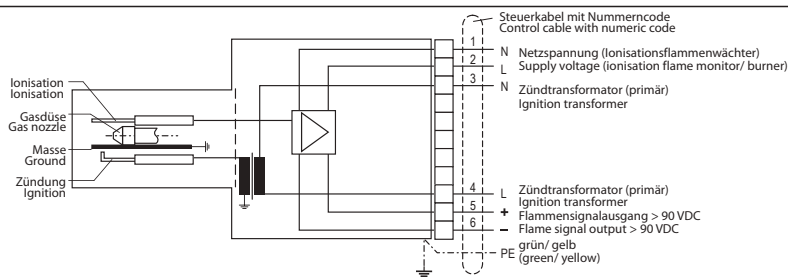 Steuerkabel mit Nummerncode
Control cable with numeric code
1
N Netzspannung (Ionisationsflammenwächter)
2
L Supply voltage (ionisation flame monitor/ burner)
3
N Zündtransformator (primär)
Ignition transformer
Ionisation
Ionisation
Gasdüse
Gas nozzle
Masse
Ground
Zündung
Ignition
4
L Zündtransformator (primär)
Ignition transformer
5
+ Flammensignalausgang > 90 VDC
6
– Flame signal output > 90 VDC
PE grün/ gelb
(green/ yellow)